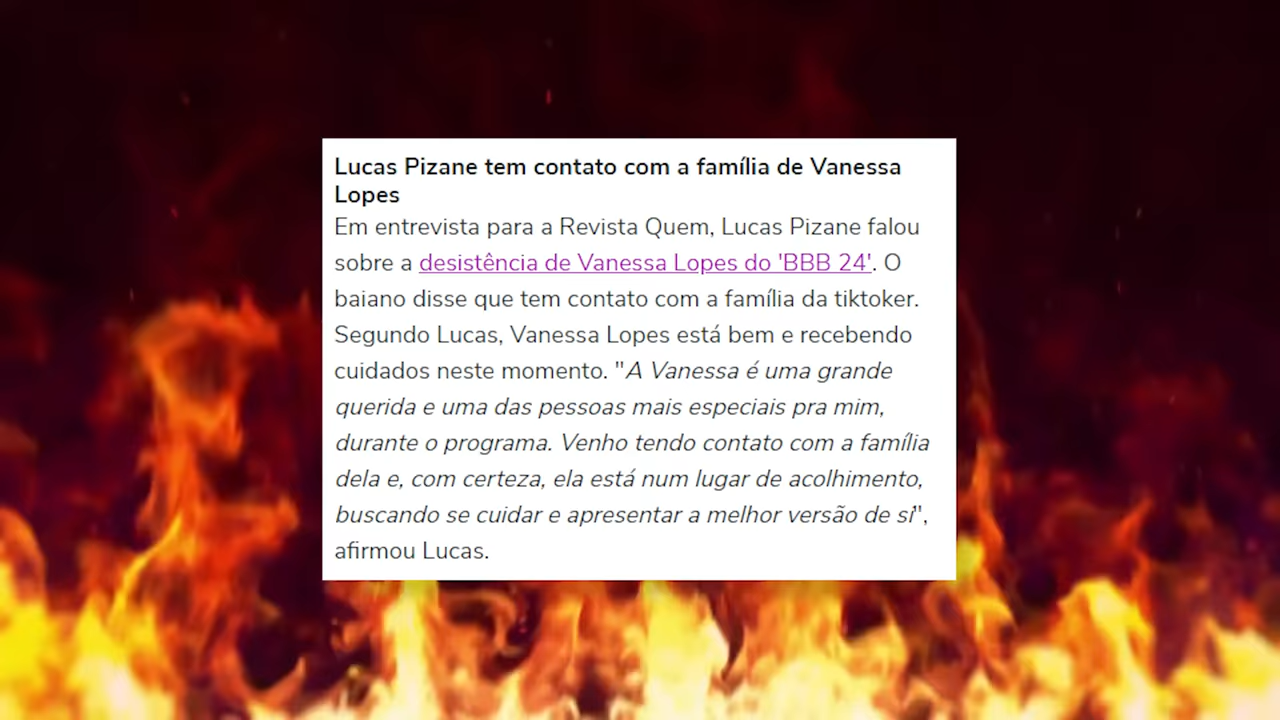 Lucas Pizane tem contato com a família de Vanessa
Lopes
Em entrevista para a Revista Quem, Lucas Pizane falou
sobre a desistência de Vanessa Lopes do 'BBB 24'. O
baiano disse que tem contato com a família da tiktoker.
Segundo Lucas, Vanessa Lopes está bem e recebendo
cuidados neste momento. "A Vanessa é uma grande
querida e uma das pessoas mais especiais pra mim,
durante o programa. Venho tendo contato com a família
dela e, com certeza, ela está num lugar de acolhimento,
buscando se cuidar e apresentar a melhor versão de si",
afirmou Lucas.